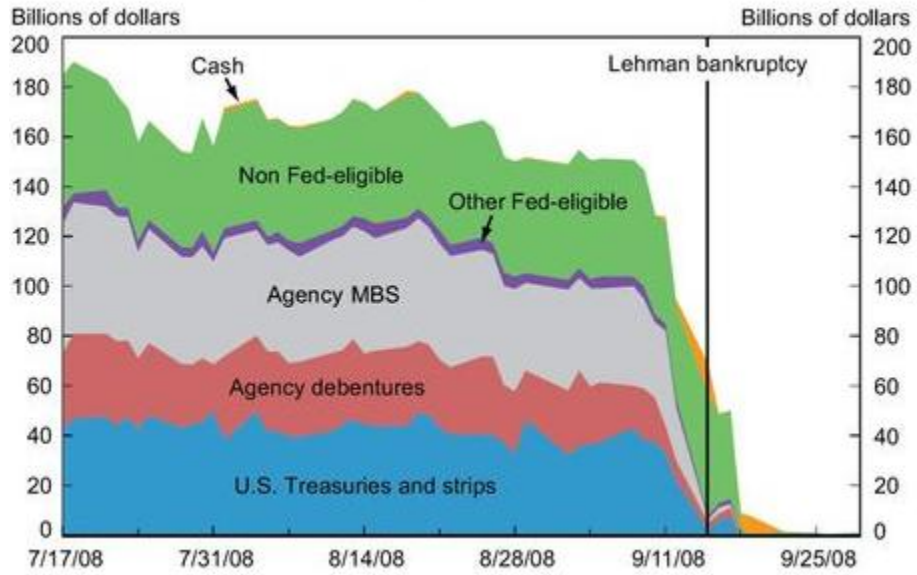 Billions of dollars
Billions of dollars
200
200
Cash
Lehman bankruptcy
180
180
160
160
Non Fed-eligible
140
140
Other Fed-eligible
120
120
100
100
Agency MBS
80
80
60
60
Agency debentures
40
40
U.S. Treasuries and strips
20
20
0
0
7/17/08 7/31/08 8/14/08 8/28/08 9/11/08 9/25/08